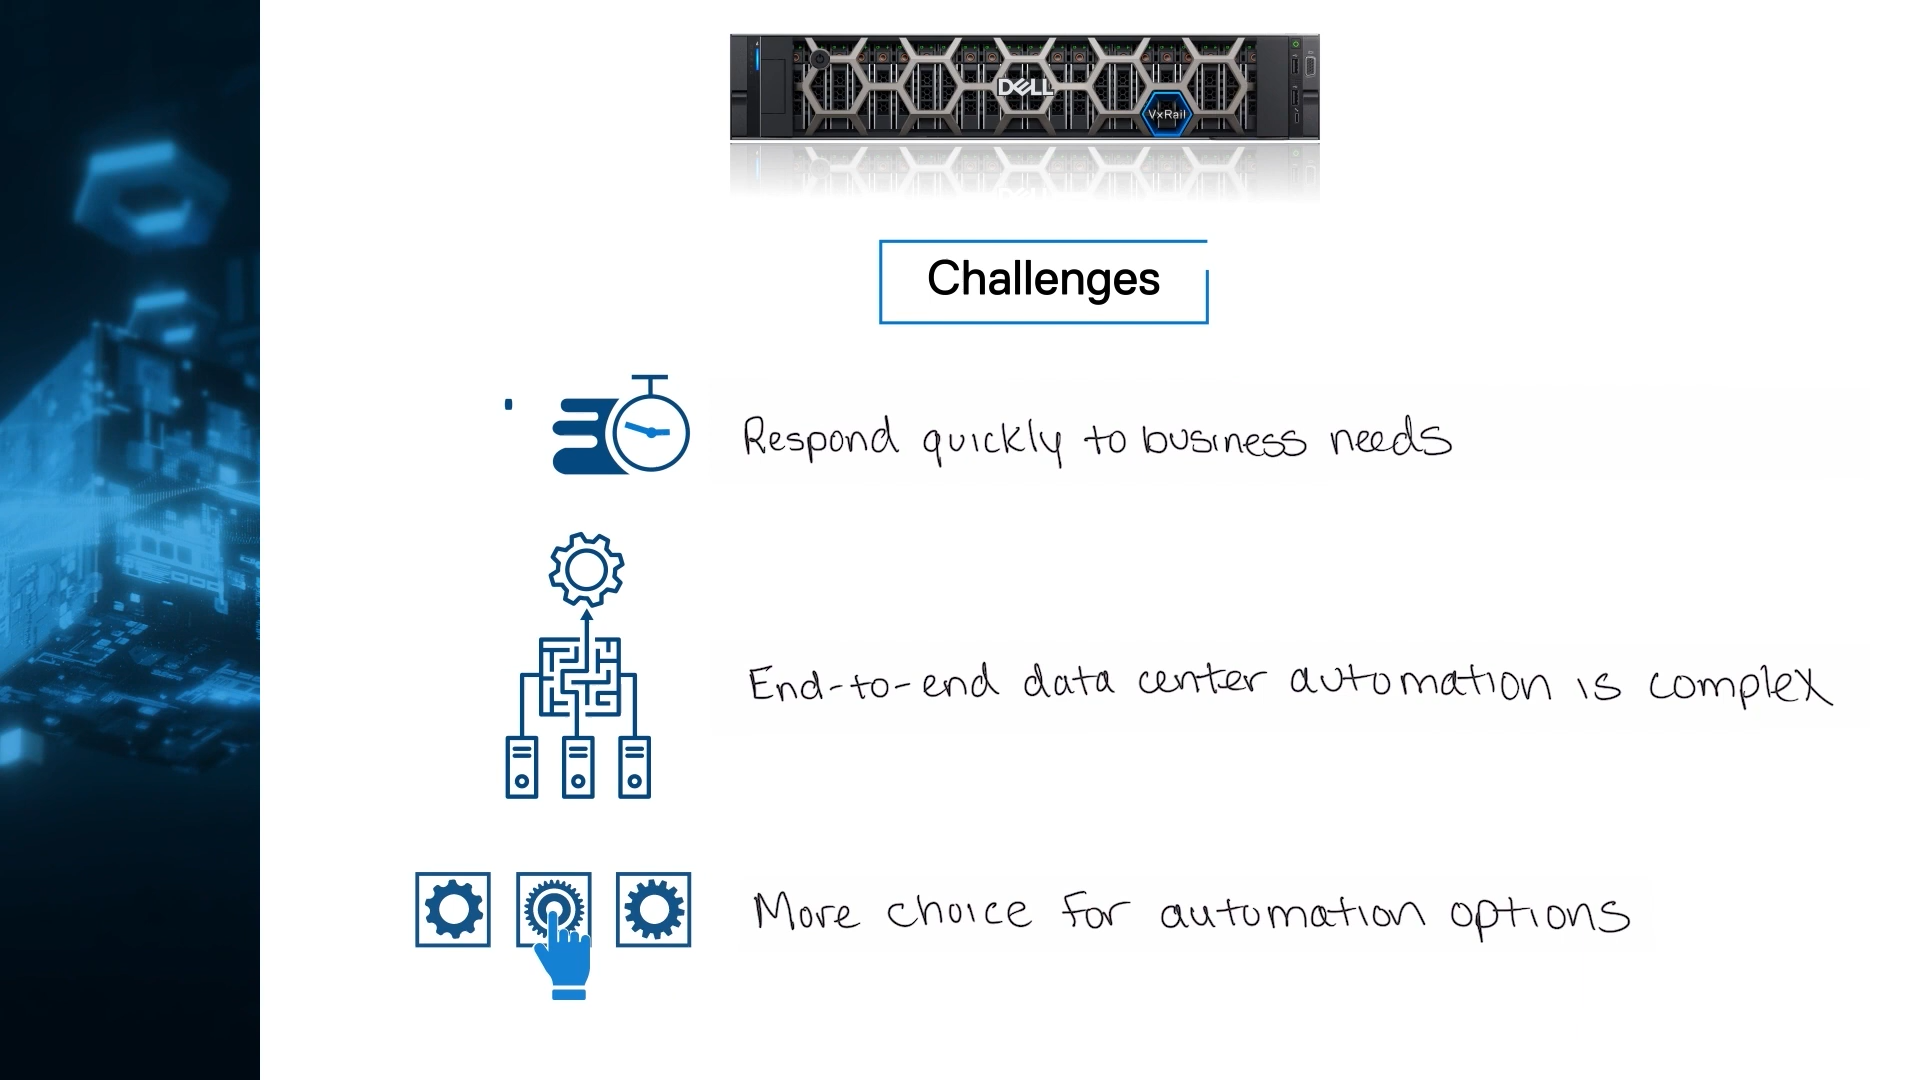 DELL
VxRail
Challenges
Respond quickly to business needs
End-to-end data center automation is complex
More choice for automation options